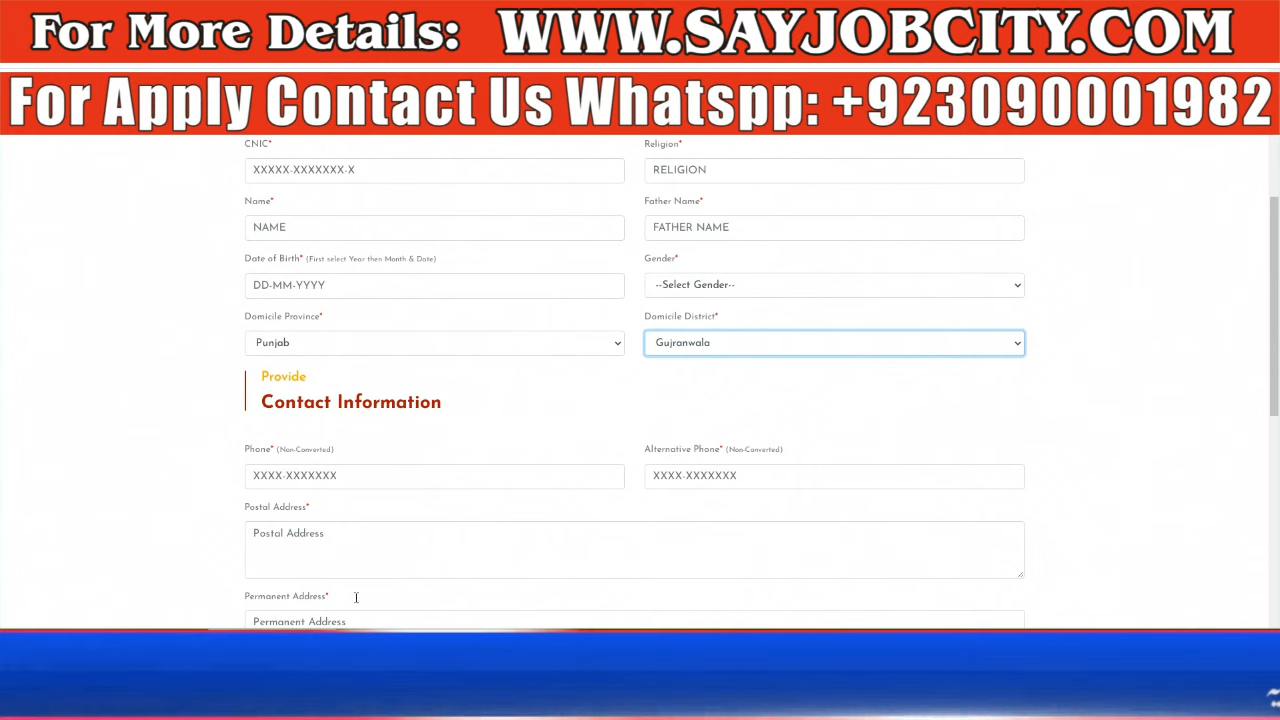 For More Details: WWW.SAYJOBCITY.COM
For Apply Contact Us Whatspp: +923090001982
CNIC* Religion*
XXXXX-XXXXXXX-X RELIGION
Name* Father Name*
NAME FATHER NAME
Date of Birth* (First select Year then Month & Date) Gender*
DD-MM-YYYY --Select Gender--
Domicile Province* Domicile District*
Punjab Gujranwala
Provide
Contact Information
Phone* (Non-Converted) Alternative Phone* (Non-Converted)
XXXX-XXXXXXX XXXX-XXXXXXX
Postal Address*
Postal Address
Permanent Address*
Permanent Address